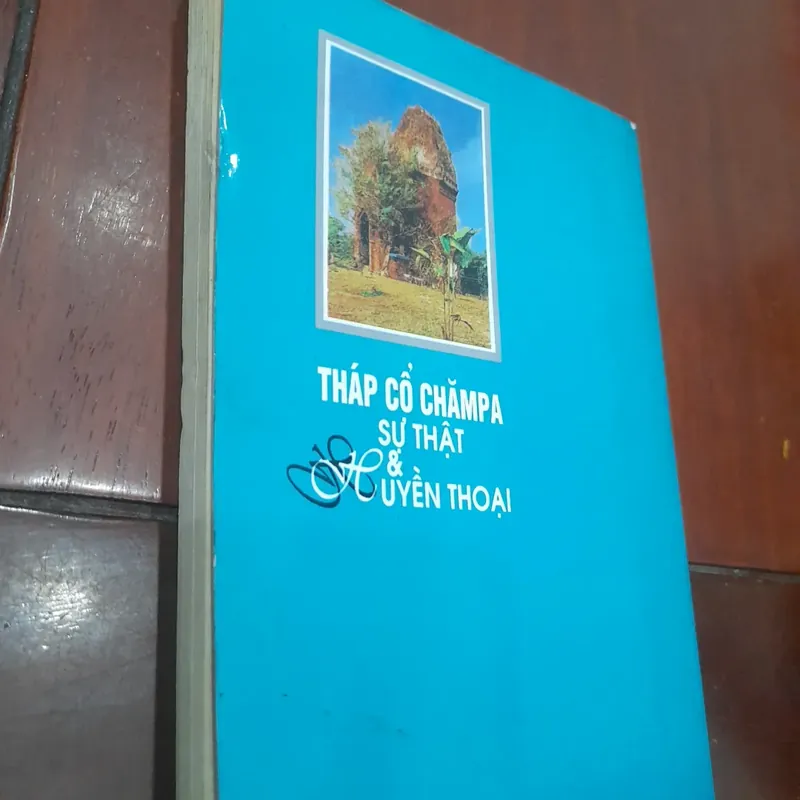 THÁP CỔ CHĂMPA
SỰ THẬT
&
HUYỀN THOẠI